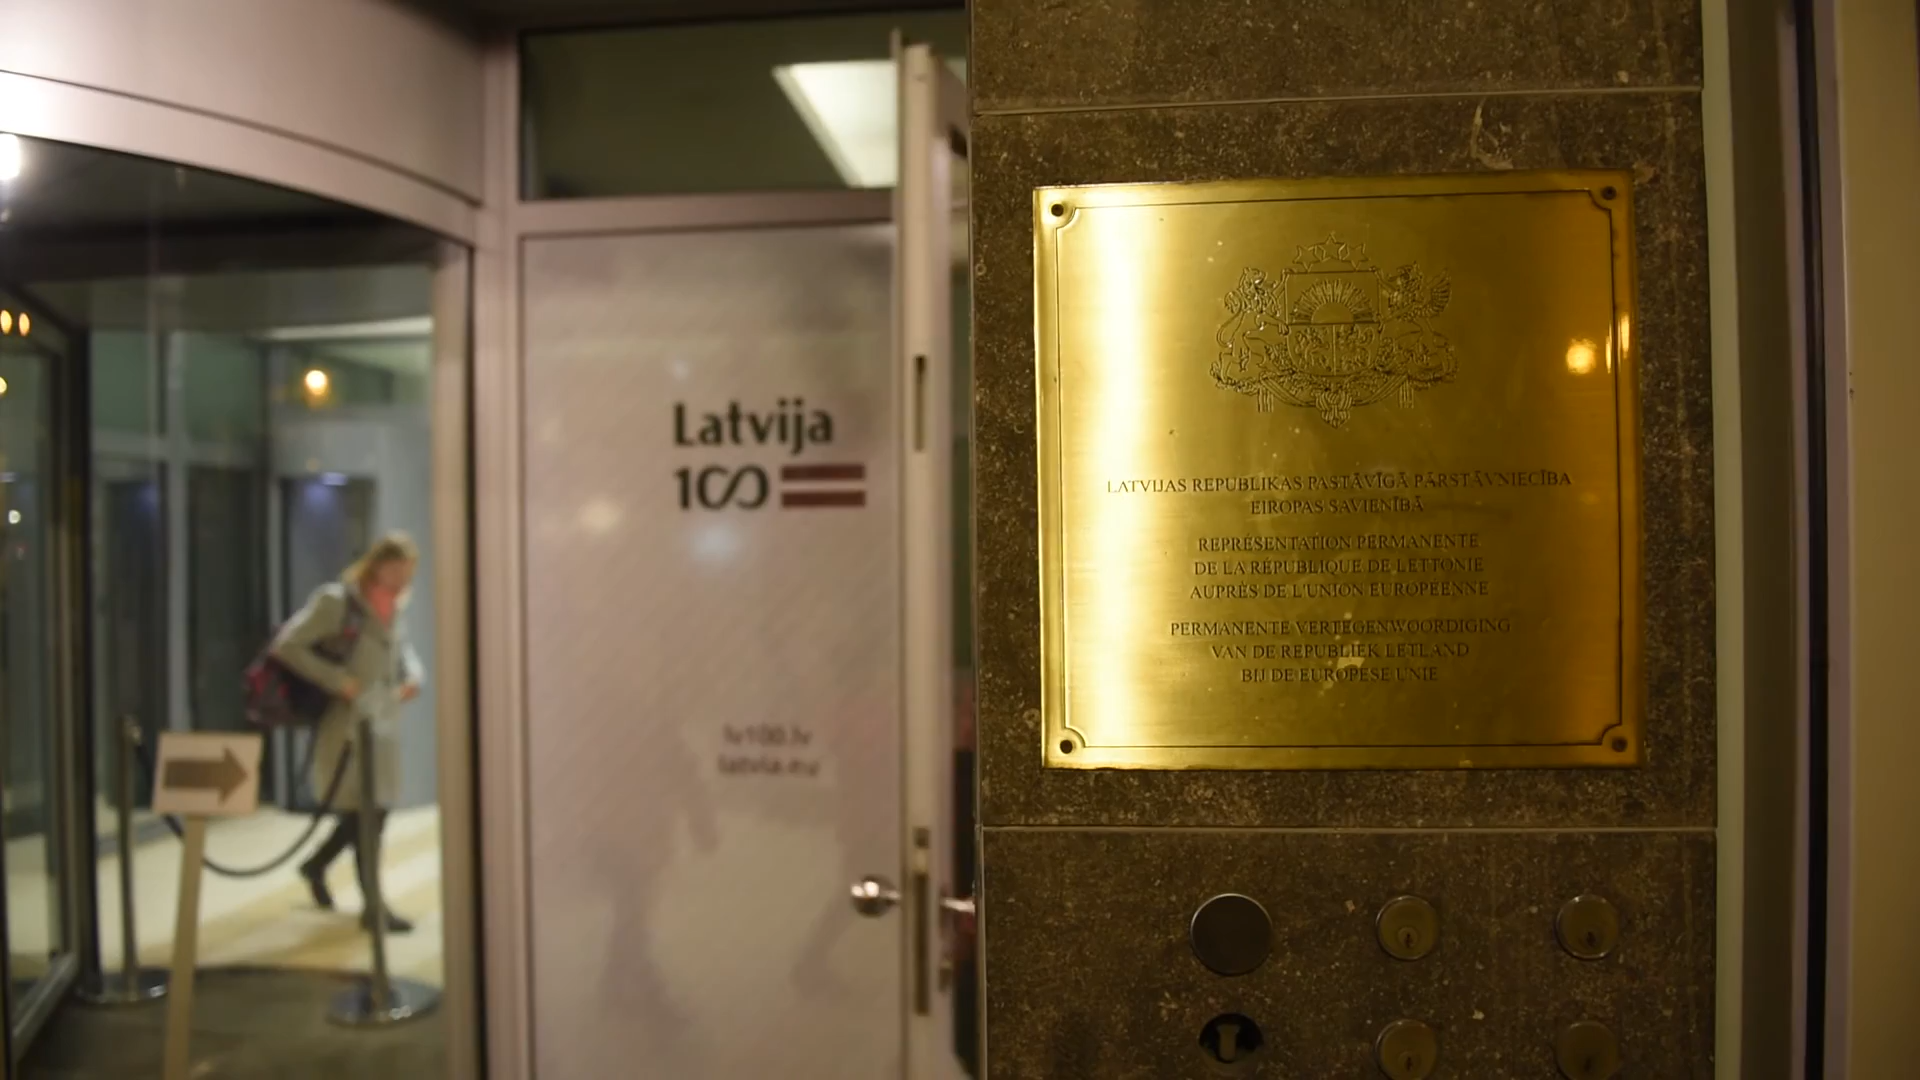 Latvija
100
lv100.lv
latvia.eu
LATVIJAS REPUBLIKAS PASTĀVĪGĀ PĀRSTĀVNIECĪBA
EIROPAS SAVIENĪBĀ
REPRÉSENTATION PERMANENTE
DE LA RÉPUBLIQUE DE LETTONIE
AUPRÈS DE L'UNION EUROPÉENNE
PERMANENTE VERTEGENWOORDIGING
VAN DE REPUBLIEK LETLAND
BIJ DE EUROPESE UNIE